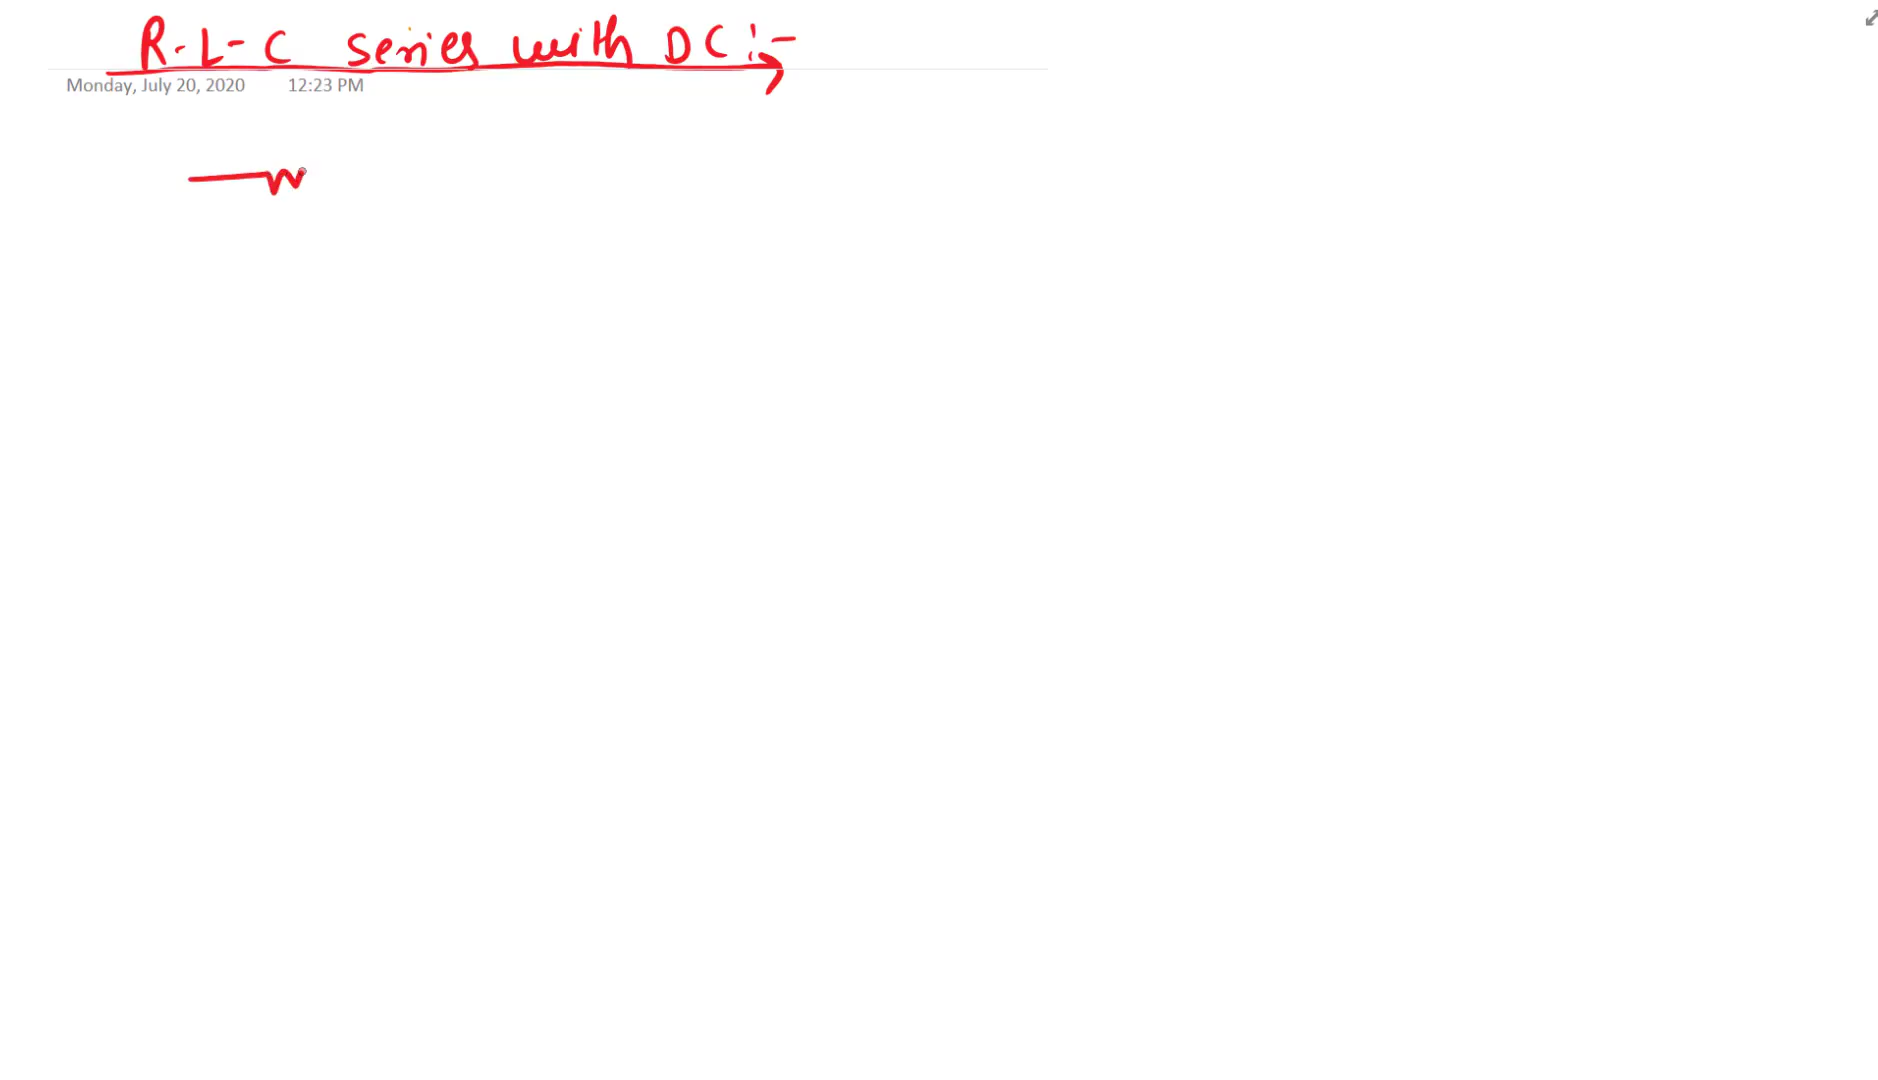 R-L-C series with DC:-
Monday, July 20, 2020 12:23 PM